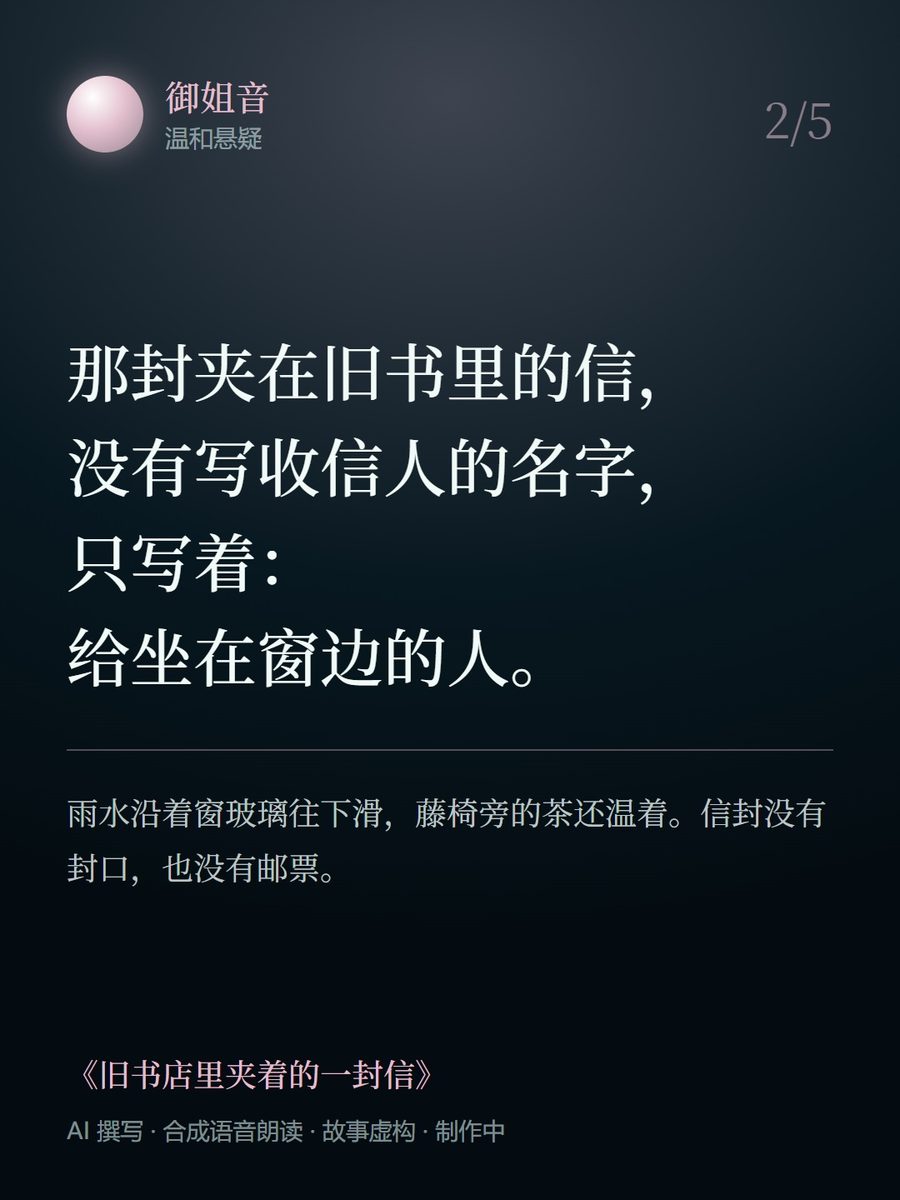 御姐音
温和悬疑
2/5
那封夹在旧书里的信，
没有写收信人的名字，
只写着：
给坐在窗边的人。
雨水沿着窗玻璃往下滑，藤椅旁的茶还温着。信封没有
封口，也没有邮票。
《旧书店里夹着的一封信》
AI 撰写 · 合成语音朗读 · 故事虚构 · 制作中